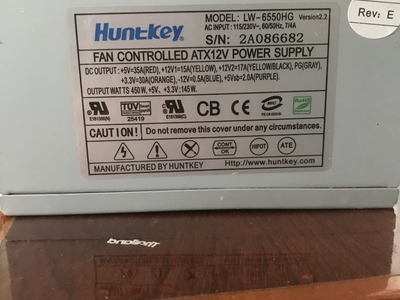 Huntkey
MODEL: LW-6550HG Version2.2
AC INPUT: 115/230V~, 60/50Hz, 7/4A
S/N: 2A086682
Rev: E
FAN CONTROLLED ATX12V POWER SUPPLY
DC OUTPUT: +5V=35A(RED), +12V1=15A(YELLOW), +12V2=17A(YELLOW/BLACK), PG(GRAY),
+3.3V=30A(ORANGE), -12V=0.5A(BLUE), +5Vsb=2.0A(PURPLE).
OUTPUT WATTS 450 W, +5V, +3.3V:145 W.
TÜV
25419
CB
CE
CAUTION! Do not remove this cover under any circumstances.
CONT OK
HIPOT
ATE
MANUFACTURED BY HUNTKEY Http://www.huntkey.com